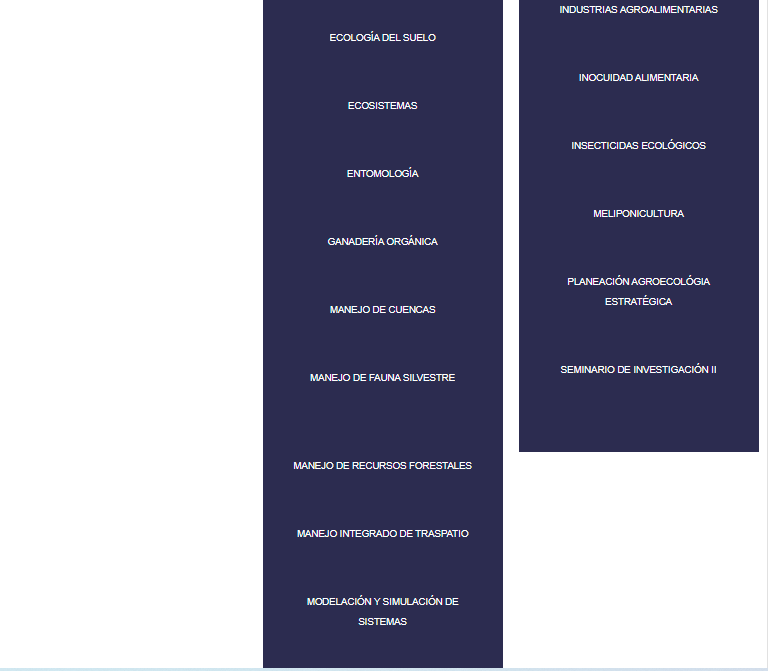 ECOLOGÍA DEL SUELO
ECOSISTEMAS
ENTOMOLOGÍA
GANADERÍA ORGÁNICA
MANEJO DE CUENCAS
MANEJO DE FAUNA SILVESTRE
MANEJO DE RECURSOS FORESTALES
MANEJO INTEGRADO DE TRASPATIO
MODELACIÓN Y SIMULACIÓN DE
SISTEMAS
INDUSTRIAS AGROALIMENTARIAS
INOCUIDAD ALIMENTARIA
INSECTICIDAS ECOLÓGICOS
MELIPONICULTURA
PLANEACIÓN AGROECOLÓGIA
ESTRATÉGICA
SEMINARIO DE INVESTIGACIÓN II